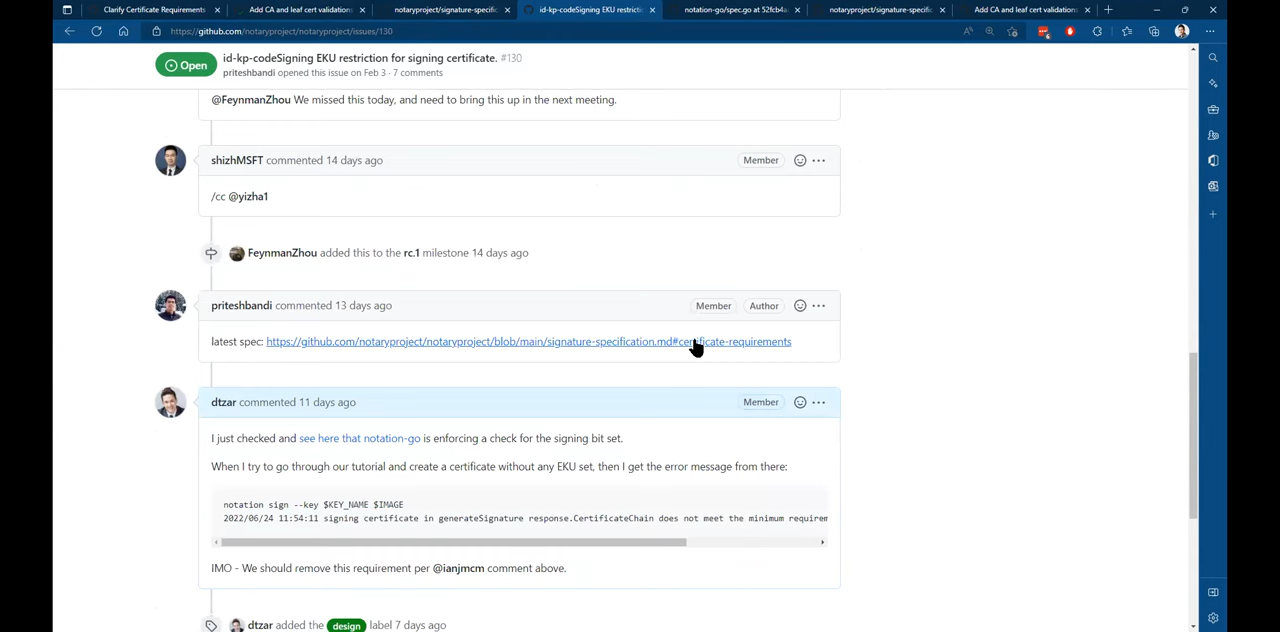 Clarify Certificate Requirements
Add CA and leaf cert validations
notaryproject/signature-specific
id-kp-codeSigning EKU restrictio
notation-go/spec.go at 52fcb4a
notaryproject/signature-specific
Add CA and leaf cert validations
https://github.com/notaryproject/notaryproject/issues/130
Open
id-kp-codeSigning EKU restriction for signing certificate. #130
priteshbandi opened this issue on Feb 3 · 7 comments
@FeynmanZhou We missed this today, and need to bring this up in the next meeting.
shizhMSFT commented 14 days ago
Member
/cc @yizha1
FeynmanZhou added this to the rc.1 milestone 14 days ago
priteshbandi commented 13 days ago
Member Author
latest spec: https://github.com/notaryproject/notaryproject/blob/main/signature-specification.md#certificate-requirements
dtzar commented 11 days ago
Member
I just checked and see here that notation-go is enforcing a check for the signing bit set.
When I try to go through our tutorial and create a certificate without any EKU set, then I get the error message from there:
notation sign --key $KEY_NAME $IMAGE
2022/06/24 11:54:11 signing certificate in generateSignature response.CertificateChain does not meet the minimum requirem
IMO - We should remove this requirement per @ianjmcm comment above.
dtzar added the design label 7 days ago